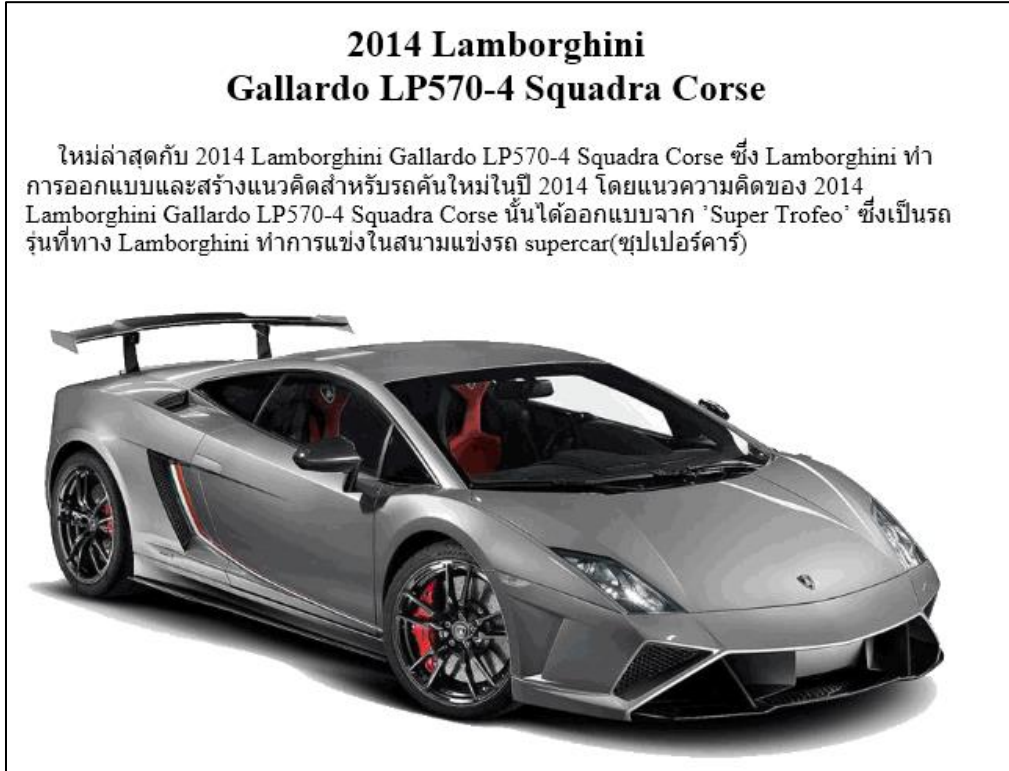 2014 Lamborghini
Gallardo LP570-4 Squadra Corse
ใหม่ล่าสุดกับ 2014 Lamborghini Gallardo LP570-4 Squadra Corse ซึ่ง Lamborghini ทำ
การออกแบบและสร้างแนวคิดสำหรับรถคันใหม่ในปี 2014 โดยแนวความคิดของ 2014
Lamborghini Gallardo LP570-4 Squadra Corse นั้นได้ออกแบบจาก 'Super Trofeo' ซึ่งเป็นรถ
รุ่นที่ทาง Lamborghini ทำการแข่งในสนามแข่งรถ supercar(ซุปเปอร์คาร์)